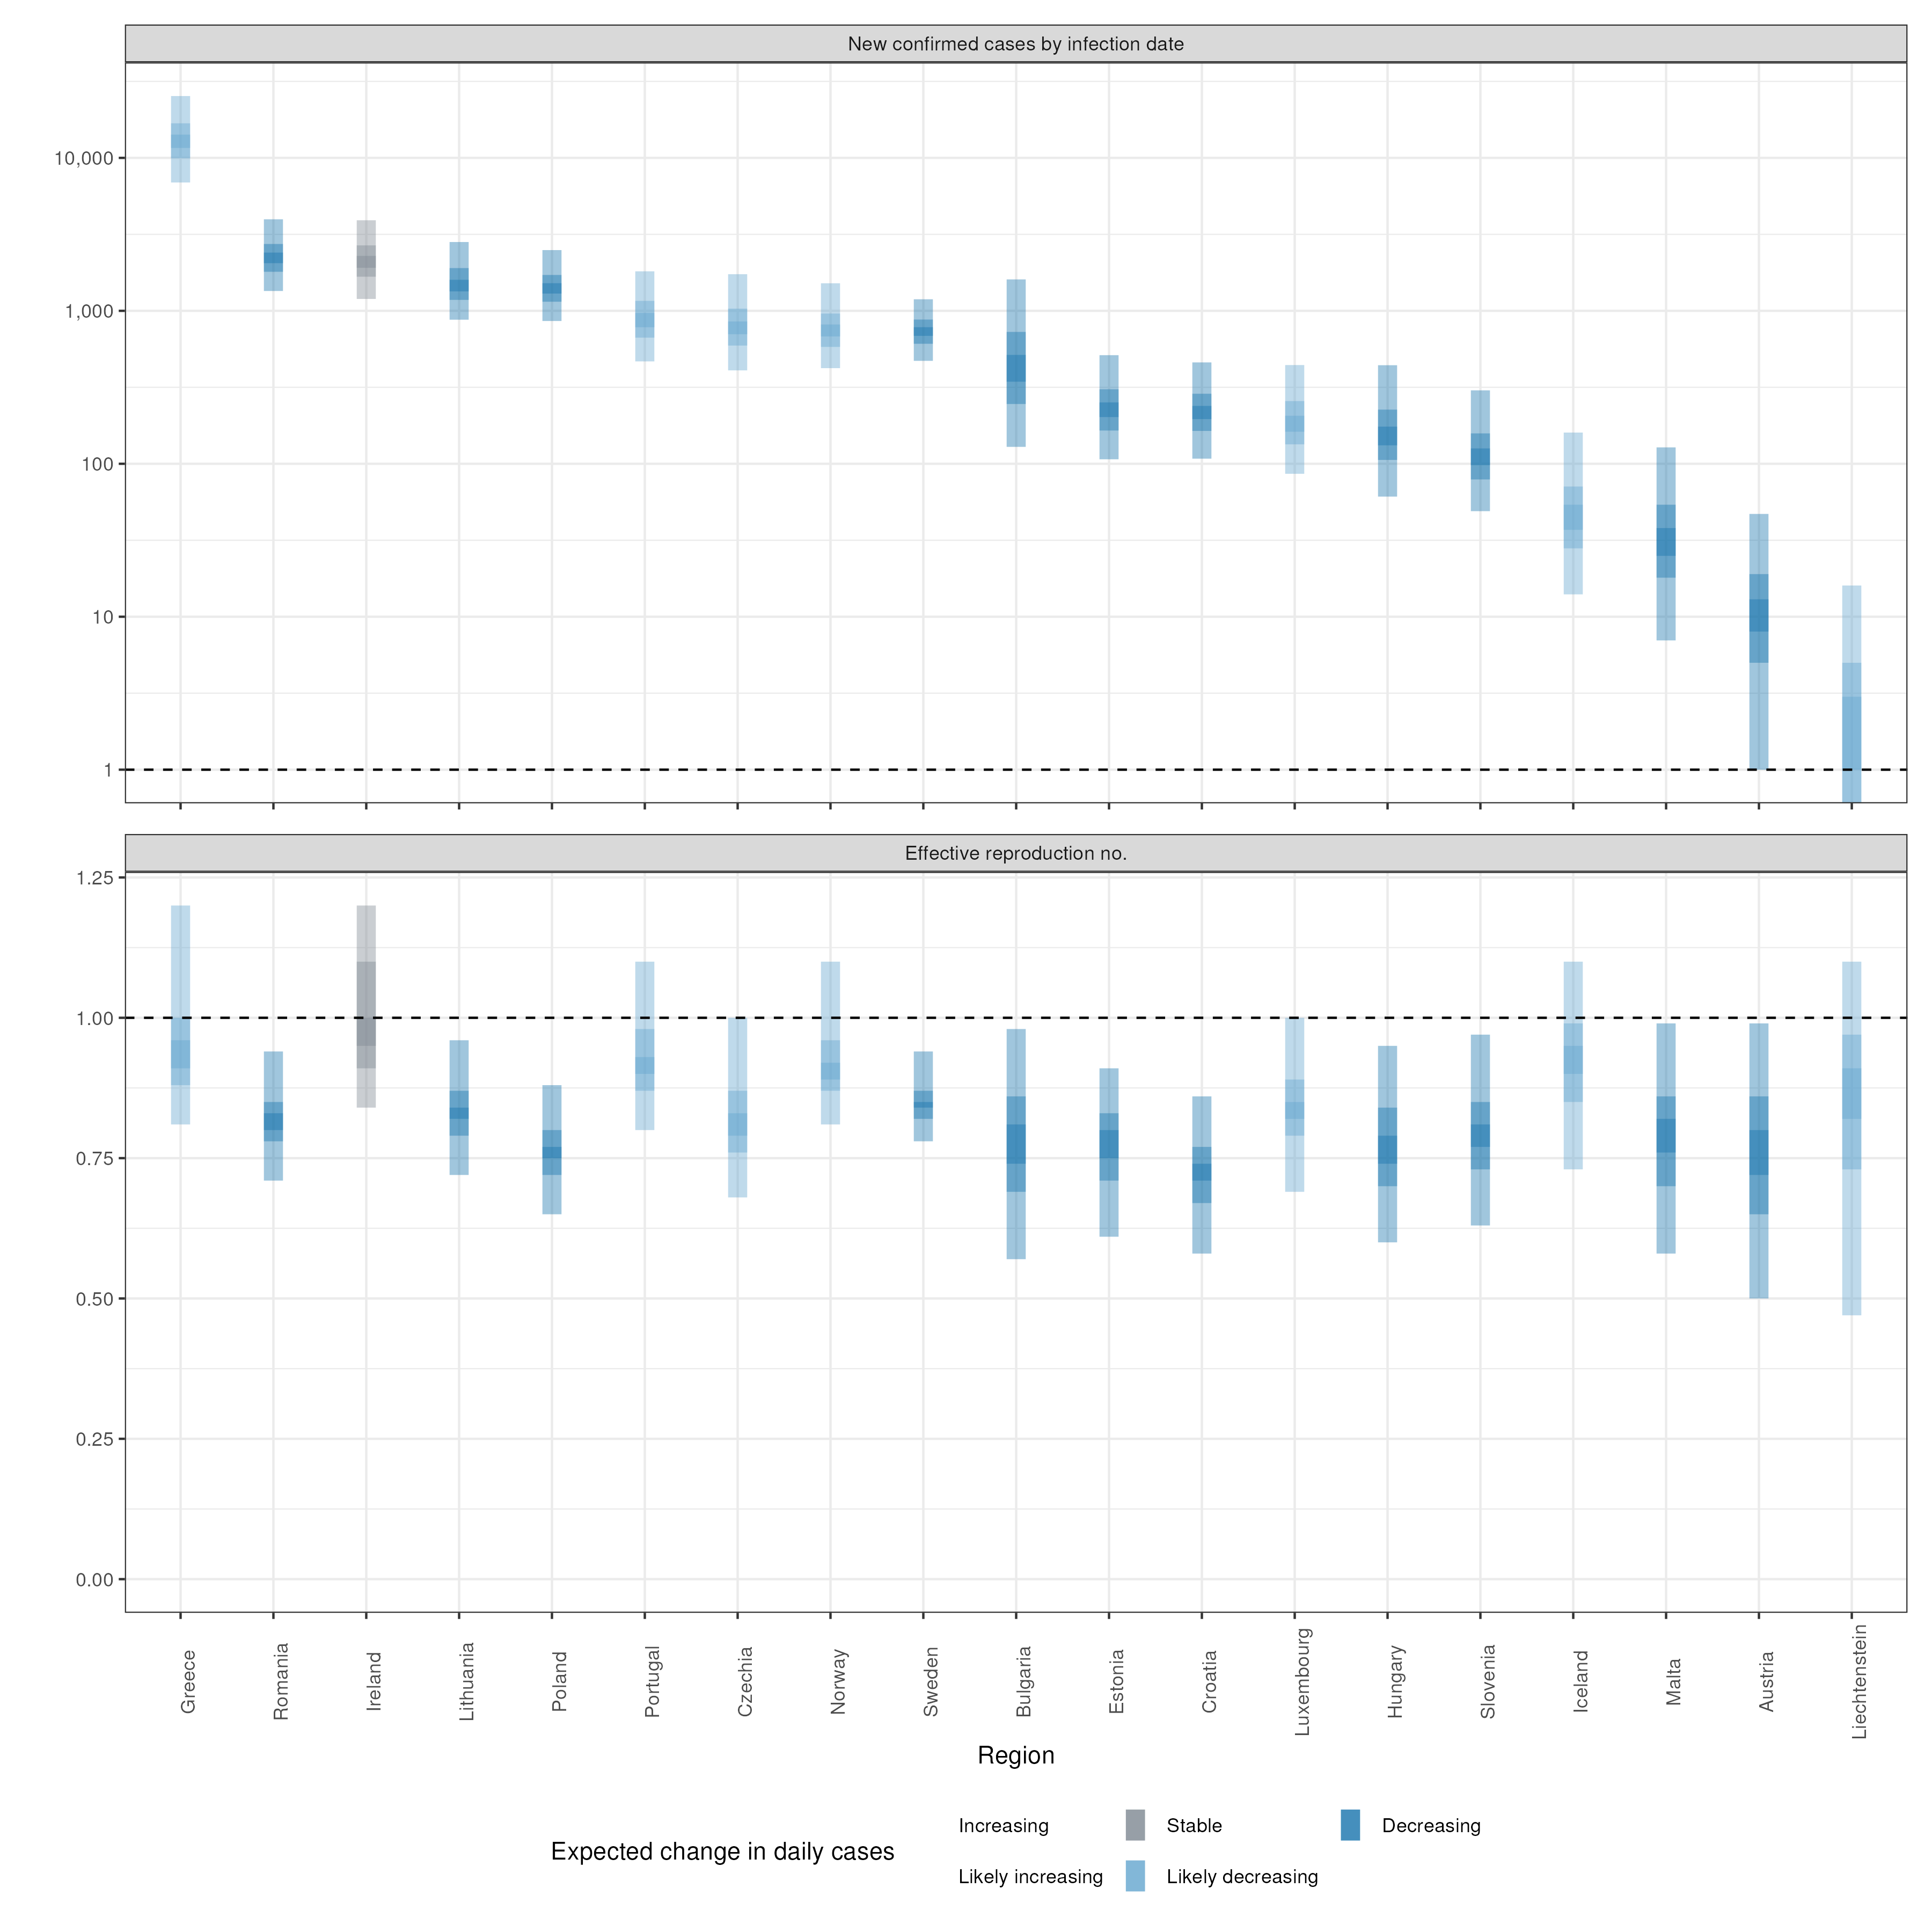 New confirmed cases by infection date
10,000
1,000
100
10
1
Effective reproduction no.
1.25
1.00
0.75
0.50
0.25
0.00
Greece
Romania
Ireland
Lithuania
Poland
Portugal
Czechia
Norway
Sweden
Bulgaria
Estonia
Croatia
Luxembourg
Hungary
Slovenia
Iceland
Malta
Austria
Liechtenstein
Region
Expected change in daily cases
Increasing
Stable
Decreasing
Likely increasing
Likely decreasing